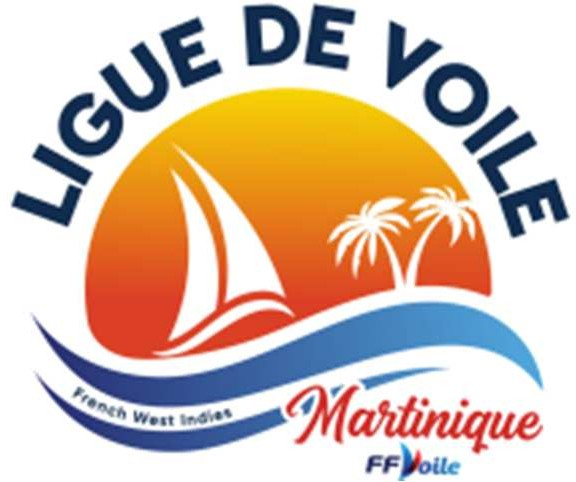 LIGUE DE VOILE
French West Indies
Martinique
FFVoile